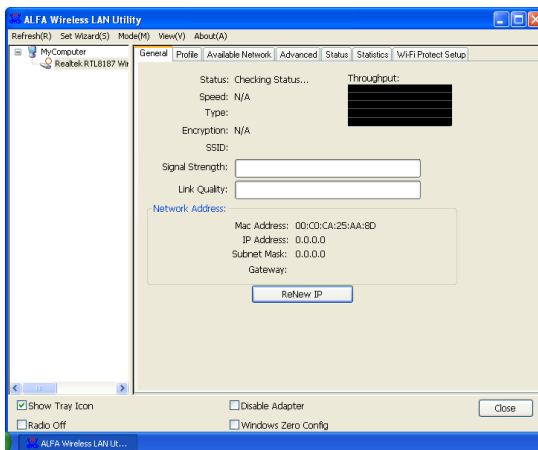 ALFA Wireless LAN Utility
Refresh(R) Set Wizard(S) Mode(M) View(V) About(A)
MyComputer
Realtek RTL8187 Wir
General Profile Available Network Advanced Status Statistics Wi-Fi Protect Setup
Status: Checking Status... Throughput:
Speed: N/A
Type:
Encryption: N/A
SSID:
Signal Strength:
Link Quality:
Network Address:
Mac Address: 00:C0:CA:25:AA:8D
IP Address: 0.0.0.0
Subnet Mask: 0.0.0.0
Gateway:
ReNew IP
Show Tray Icon Disable Adapter Close
Radio Off Windows Zero Config
ALFA Wireless LAN Ut...